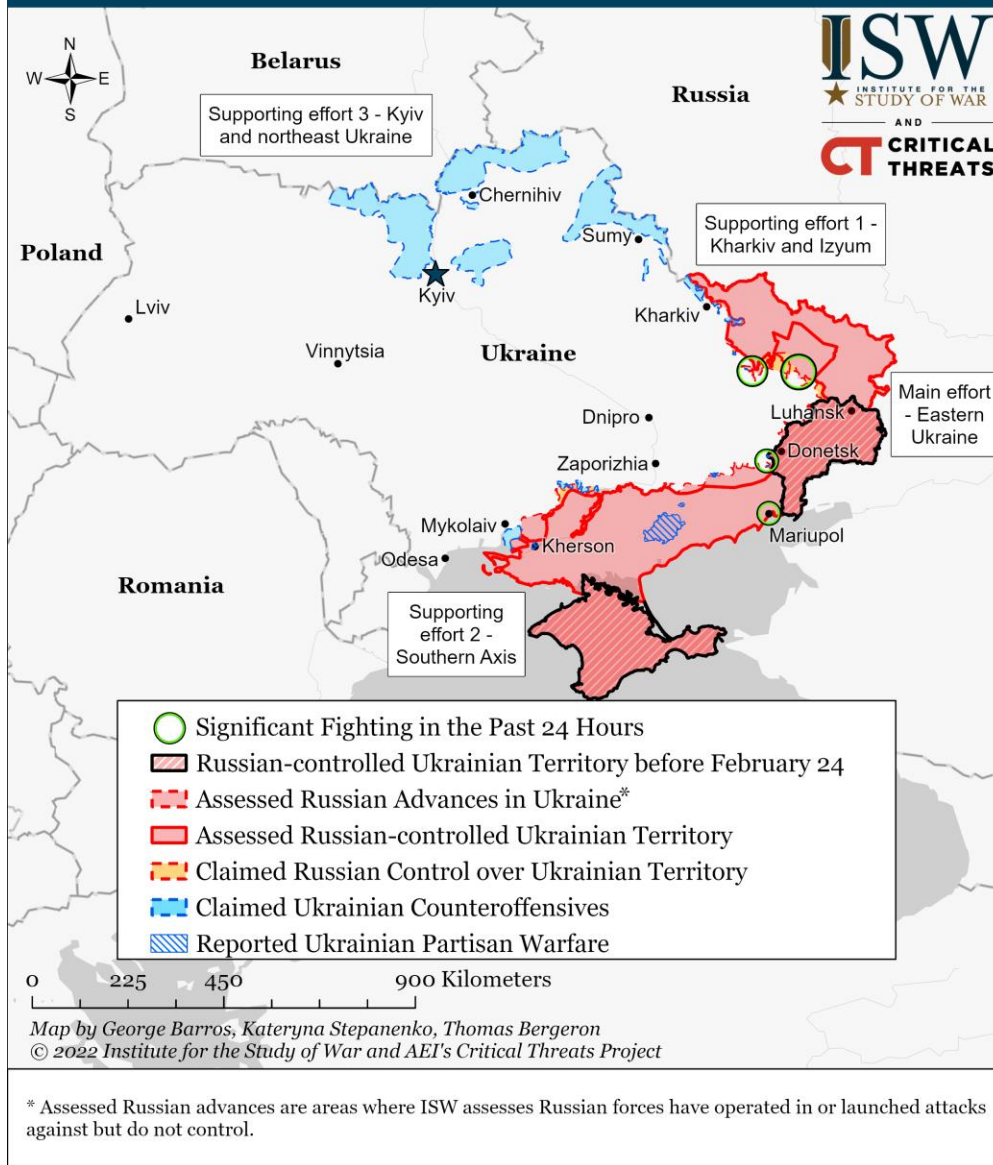 N
W E
S
Belarus
Russia
ISW
INSTITUTE FOR THE
STUDY OF WAR
AND
CT CRITICAL
THREATS
Supporting effort 3 - Kyiv
and northeast Ukraine
Chernihiv
Sumy
Supporting effort 1 -
Kharkiv and Izyum
Poland
Kyiv
Lviv
Kharkiv
Vinnytsia
Ukraine
Main effort
- Eastern
Ukraine
Dnipro
Luhansk
Donetsk
Zaporizhia
Mykolaiv
Mariupol
Odesa
Kherson
Romania
Supporting
effort 2 -
Southern Axis
Significant Fighting in the Past 24 Hours
Russian-controlled Ukrainian Territory before February 24
Assessed Russian Advances in Ukraine*
Assessed Russian-controlled Ukrainian Territory
Claimed Russian Control over Ukrainian Territory
Claimed Ukrainian Counteroffensives
Reported Ukrainian Partisan Warfare
0 225 450 900 Kilometers
Map by George Barros, Kateryna Stepanenko, Thomas Bergeron
© 2022 Institute for the Study of War and AEI's Critical Threats Project
* Assessed Russian advances are areas where ISW assesses Russian forces have operated in or launched attacks
against but do not control.